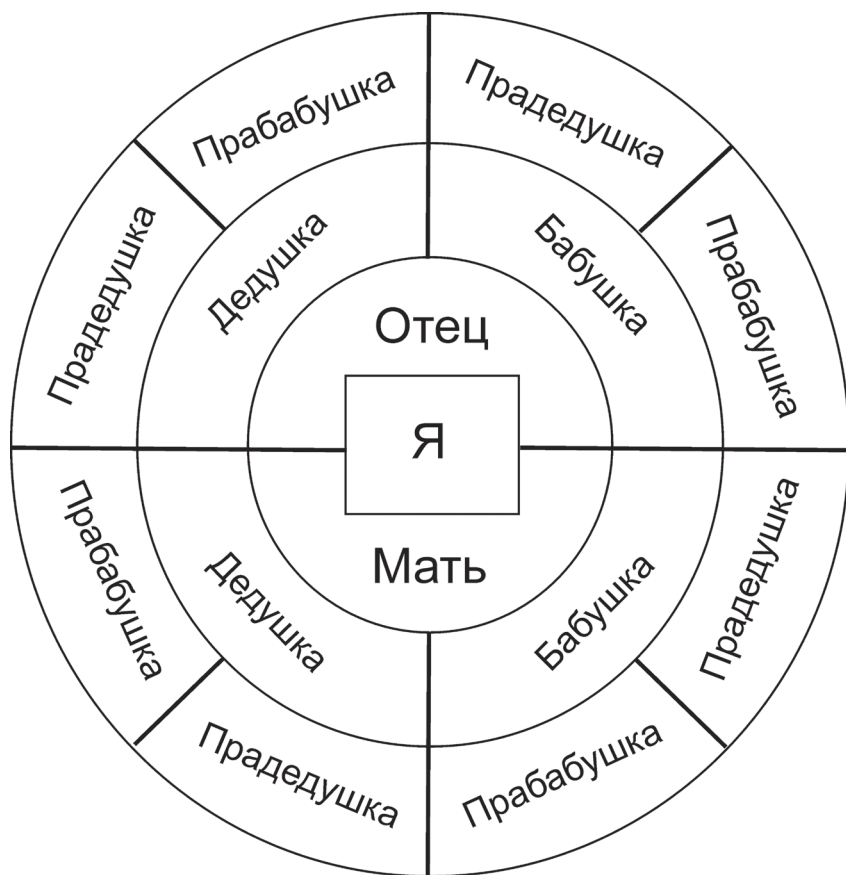 Прабабушка
Прадедушка
Прадедушка
Дедушка
Бабушка
Прабабушка
Отец
Я
Мать
Прабабушка
Дедушка
Бабушка
Прадедушка
Прадедушка
Прабабушка